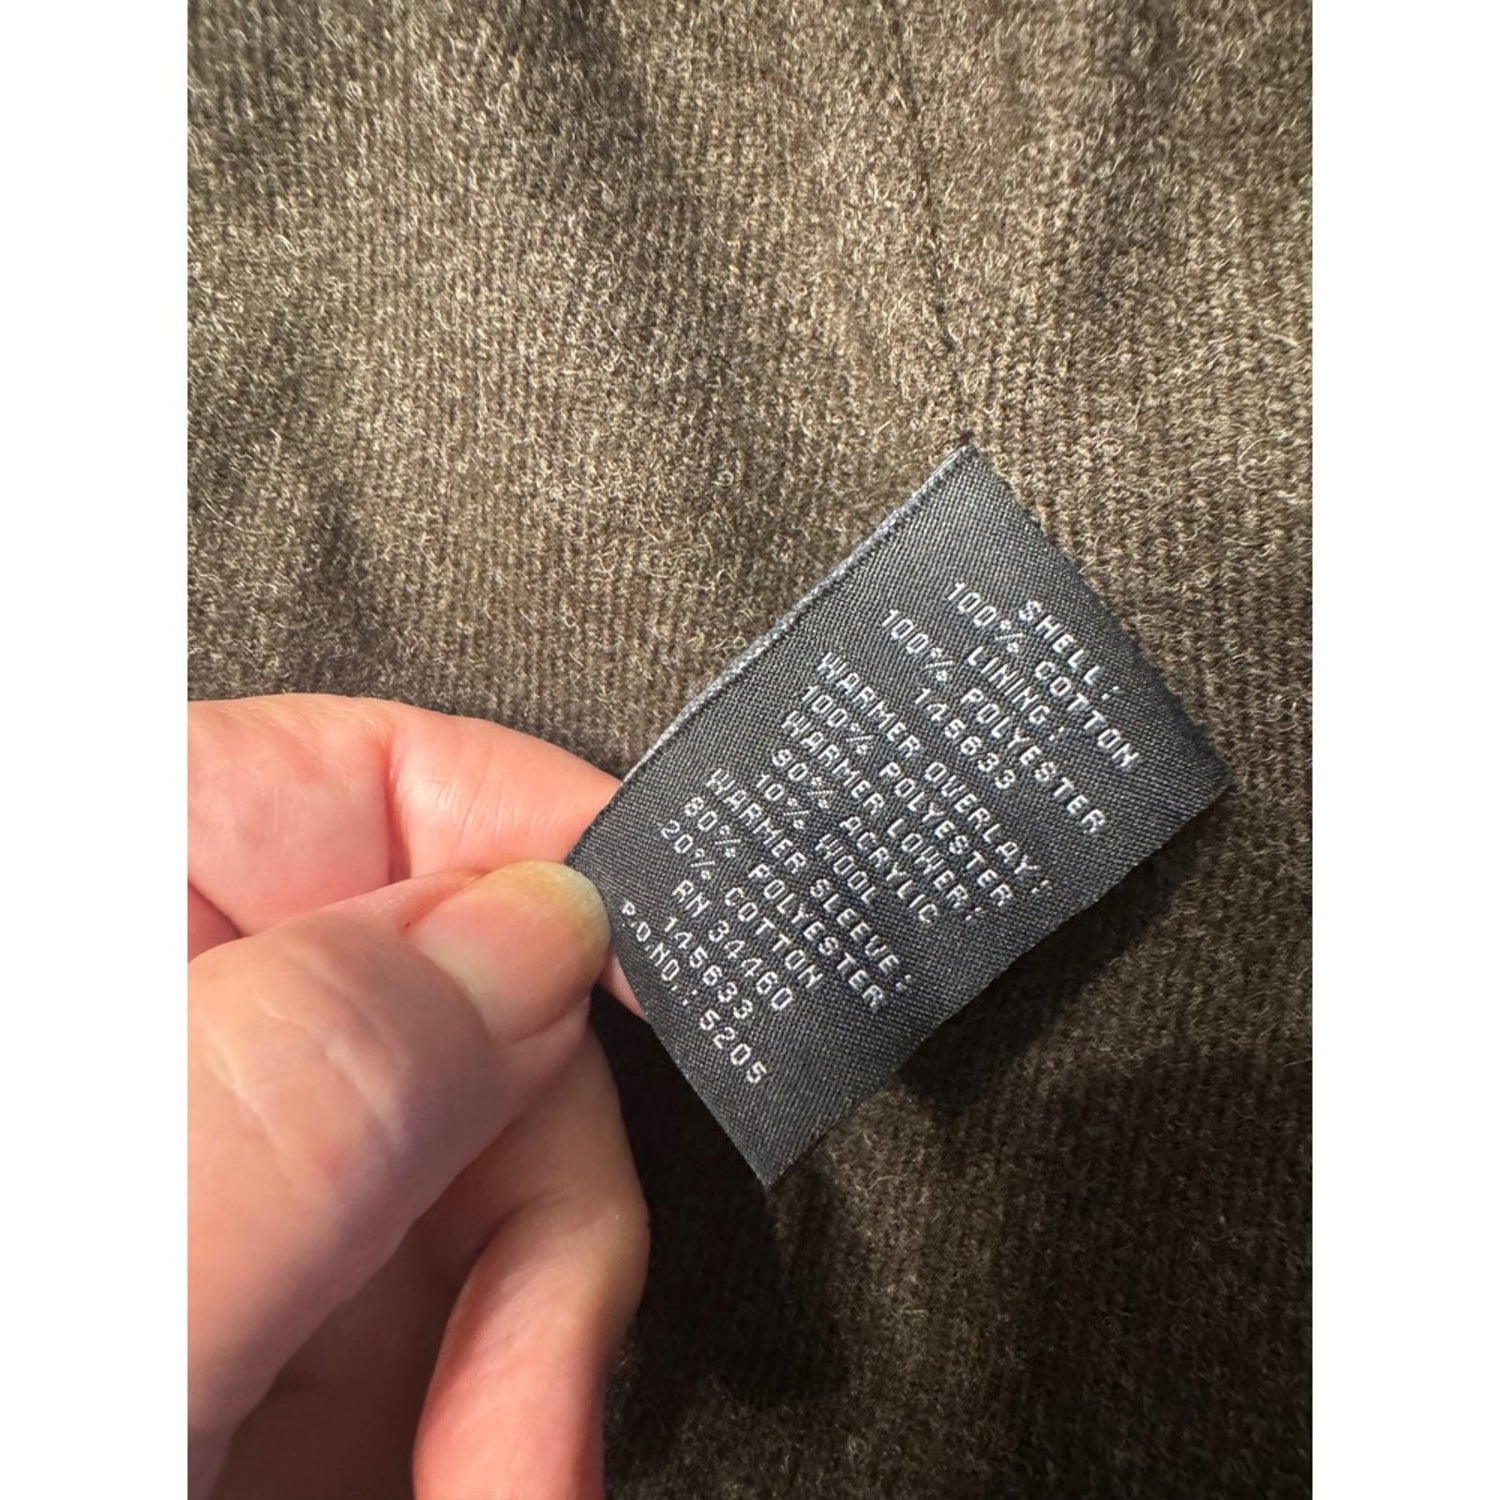 SHELL:
100% COTTON
LINING:
100% POLYESTER
145633
WARMER OVERLAY:
100% POLYESTER
WARMER LOWER:
90% ACRYLIC
10% WOOL
WARMER SLEEVE:
80% POLYESTER
20% COTTON
RN 34460
145633
P.O.NO.: 5205